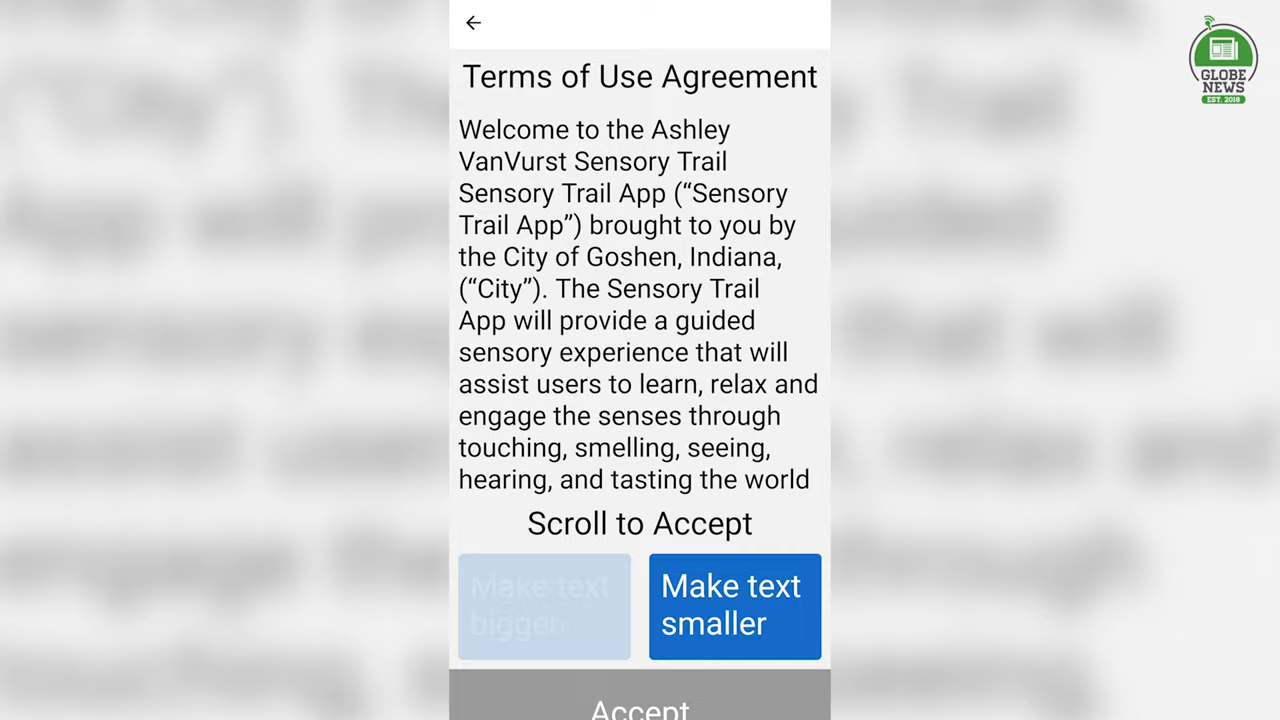 Terms of Use Agreement
Welcome to the Ashley
VanVurst Sensory Trail
Sensory Trail App (“Sensory
Trail App”) brought to you by
the City of Goshen, Indiana,
(“City”). The Sensory Trail
App will provide a guided
sensory experience that will
assist users to learn, relax and
engage the senses through
touching, smelling, seeing,
hearing, and tasting the world
Scroll to Accept
Make text
bigger
Make text
smaller
Accept
GLOBE
NEWS
EST. 2018